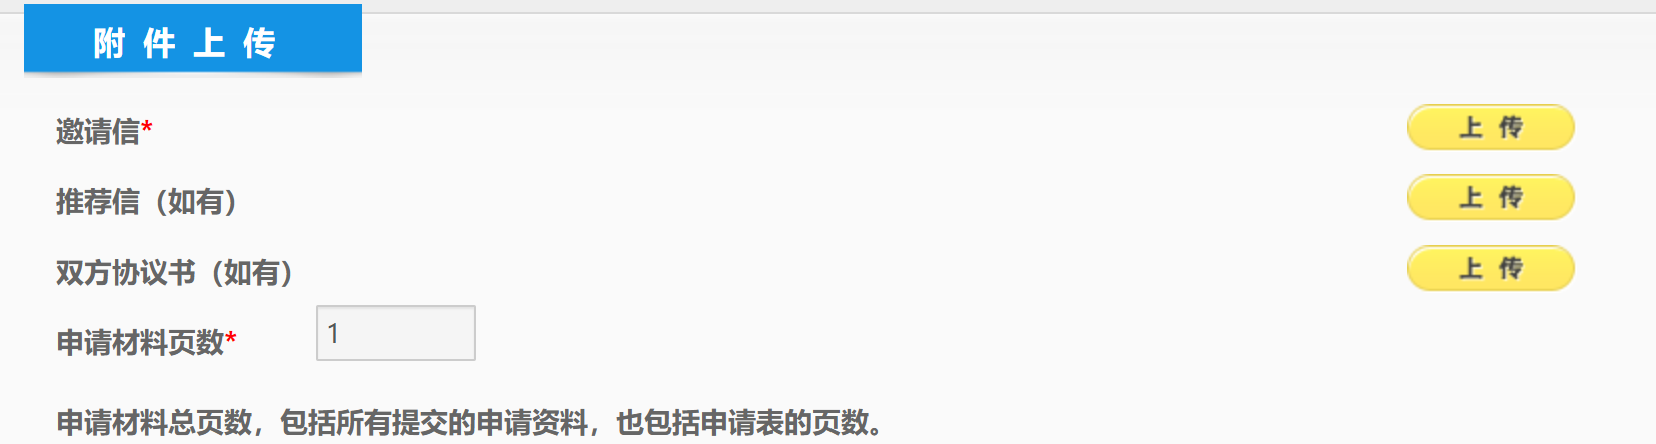 附件上传
邀请信* 上传
推荐信（如有） 上传
双方协议书（如有） 上传
申请材料页数* 1
申请材料总页数，包括所有提交的申请资料，也包括申请表的页数。